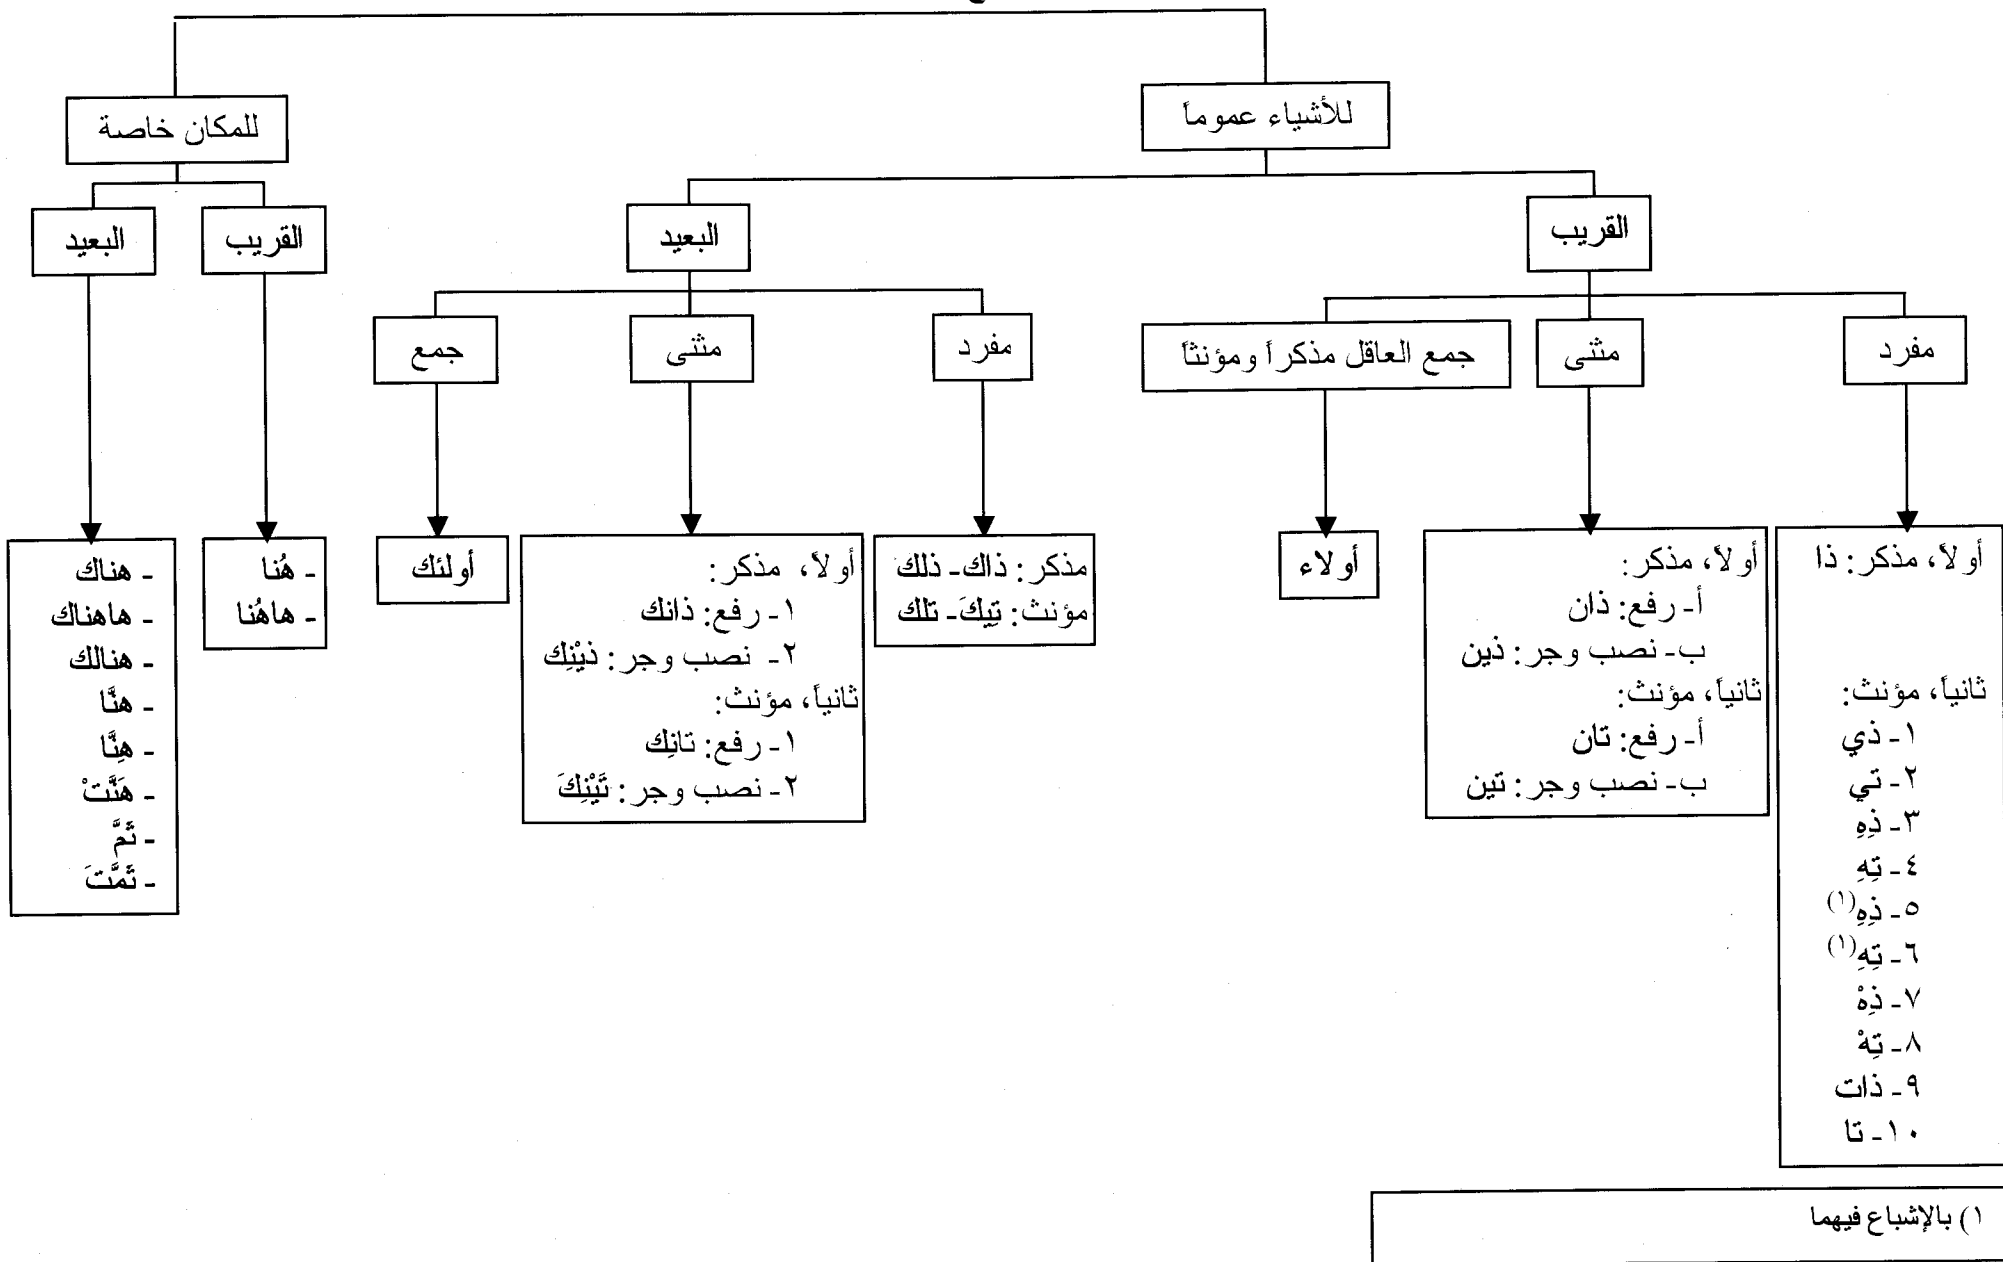 للأشياء عموماً
للمكان خاصة
القريب
البعيد
القريب
البعيد
مفرد
مثنى
جمع العاقل مذكراً ومؤنثاً
مفرد
مثنى
جمع
أولاً، مذكر: ذا
ثانياً، مؤنث:
١- ذي
٢- تي
٣- ذِهِ
٤- تِهِ
٥- ذِهِ(١)
٦- تِهِ(١)
٧- ذِهْ
٨- تِهْ
٩- ذات
١٠- تا
أولاً، مذكر:
أ- رفع: ذان
ب- نصب وجر: ذين
ثانياً، مؤنث:
أ- رفع: تان
ب- نصب وجر: تين
أولاء
مذكر: ذاك- ذلك
مؤنث: تِيكَ- تلك
أولاً، مذكر:
١- رفع: ذانك
٢- نصب وجر: ذيْنِك
ثانياً، مؤنث:
١- رفع: تانِك
٢- نصب وجر: تَيْنِكَ
أولئك
- هُنا
- هاهُنا
- هناك
- هاهناك
- هنالك
- هنَّا
- هِنَّا
- هَنَّتْ
- ثَمَّ
- ثَمَّتَ
١) بالإشباع فيهما